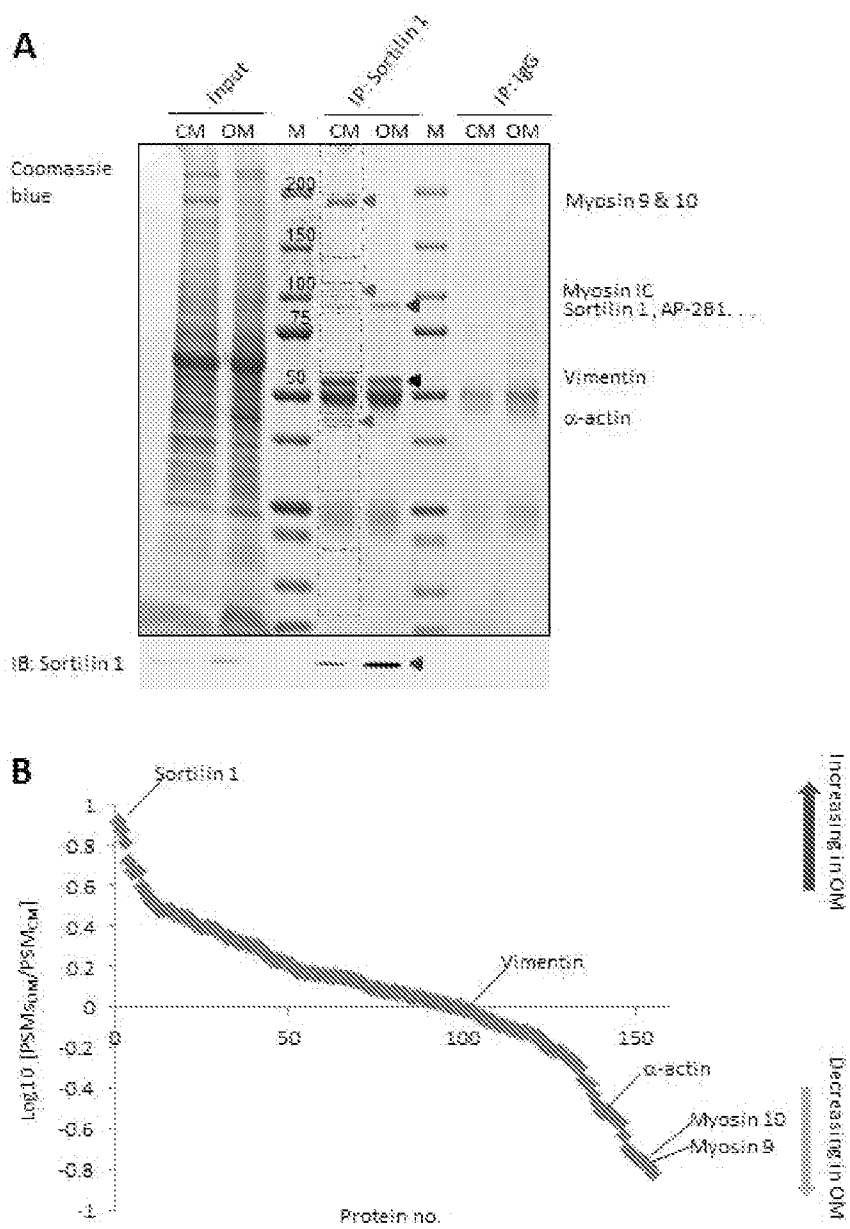 A
Input
IP: Sortilin 1
IP: IgG
CM OM M CM OM M CM OM
Coomassie
blue
200
150
100
75
50
Myosin 9 & 10
Myosin IC
Sortilin 1, AP-2B1. . .
Vimentin
α-actin
IB: Sortilin 1
B
Sortilin 1
Vimentin
α-actin
Myosin 10
Myosin 9
1
0.8
0.6
0.4
0.2
0
-0.2
-0.4
-0.6
-0.8
-1
0 50 100 150
Log10 [PSMsOM/PSMCM]
Protein no.
Increasing in OM
Decreasing in OM